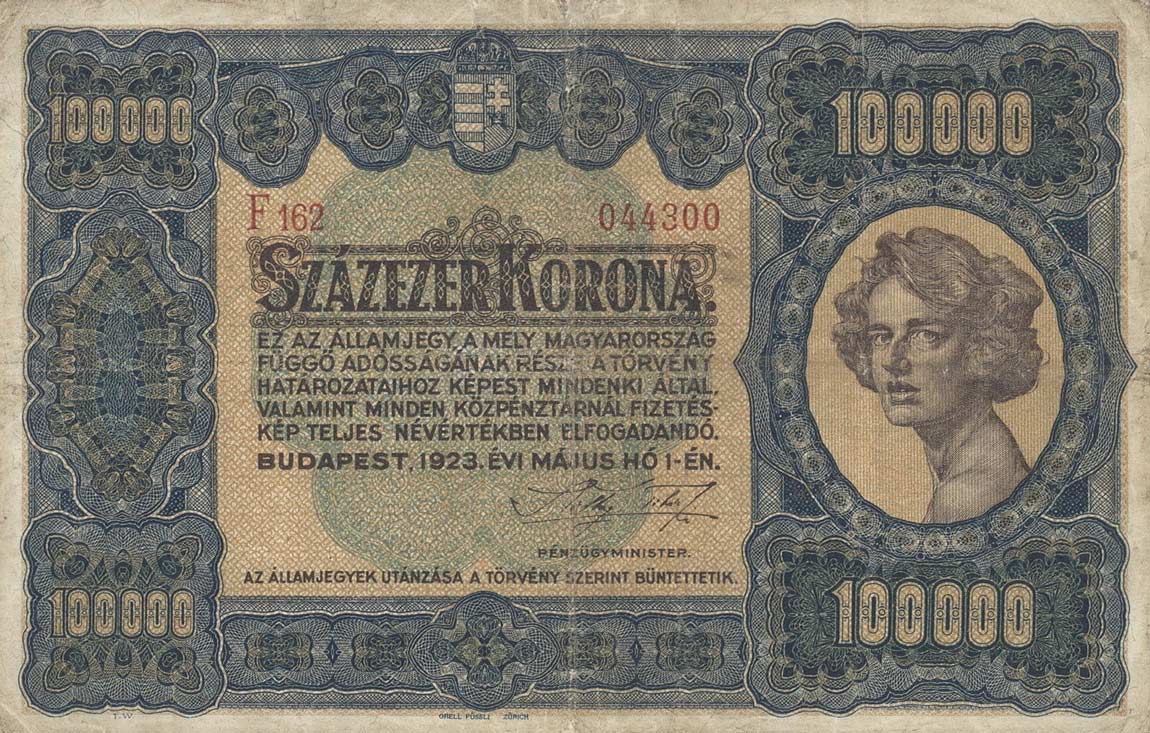 100000
100000
F 162
044300
SZÁZEZER KORONA.
EZ AZ ÁLLAMJEGY, A MELY MAGYARORSZÁG
FÜGGŐ ADÓSSÁGÁNAK RÉSZE A TÖRVÉNY
HATÁROZATAIHOZ KÉPEST MINDENKI ÁLTAL,
VALAMINT MINDEN KÖZPÉNZTÁRNÁL FIZETÉS-
KÉP TELJES NÉVÉRTÉKBEN ELFOGADANDÓ.
BUDAPEST, 1923. ÉVI MÁJUS HÓ 1-ÉN.
PÉNZÜGYMINISTER.
AZ ÁLLAMJEGYEK UTÁNZÁSA A TÖRVÉNY SZERINT BÜNTETTETIK.
100000
100000
T.W
ORELL FÜSSLI ZÜRICH